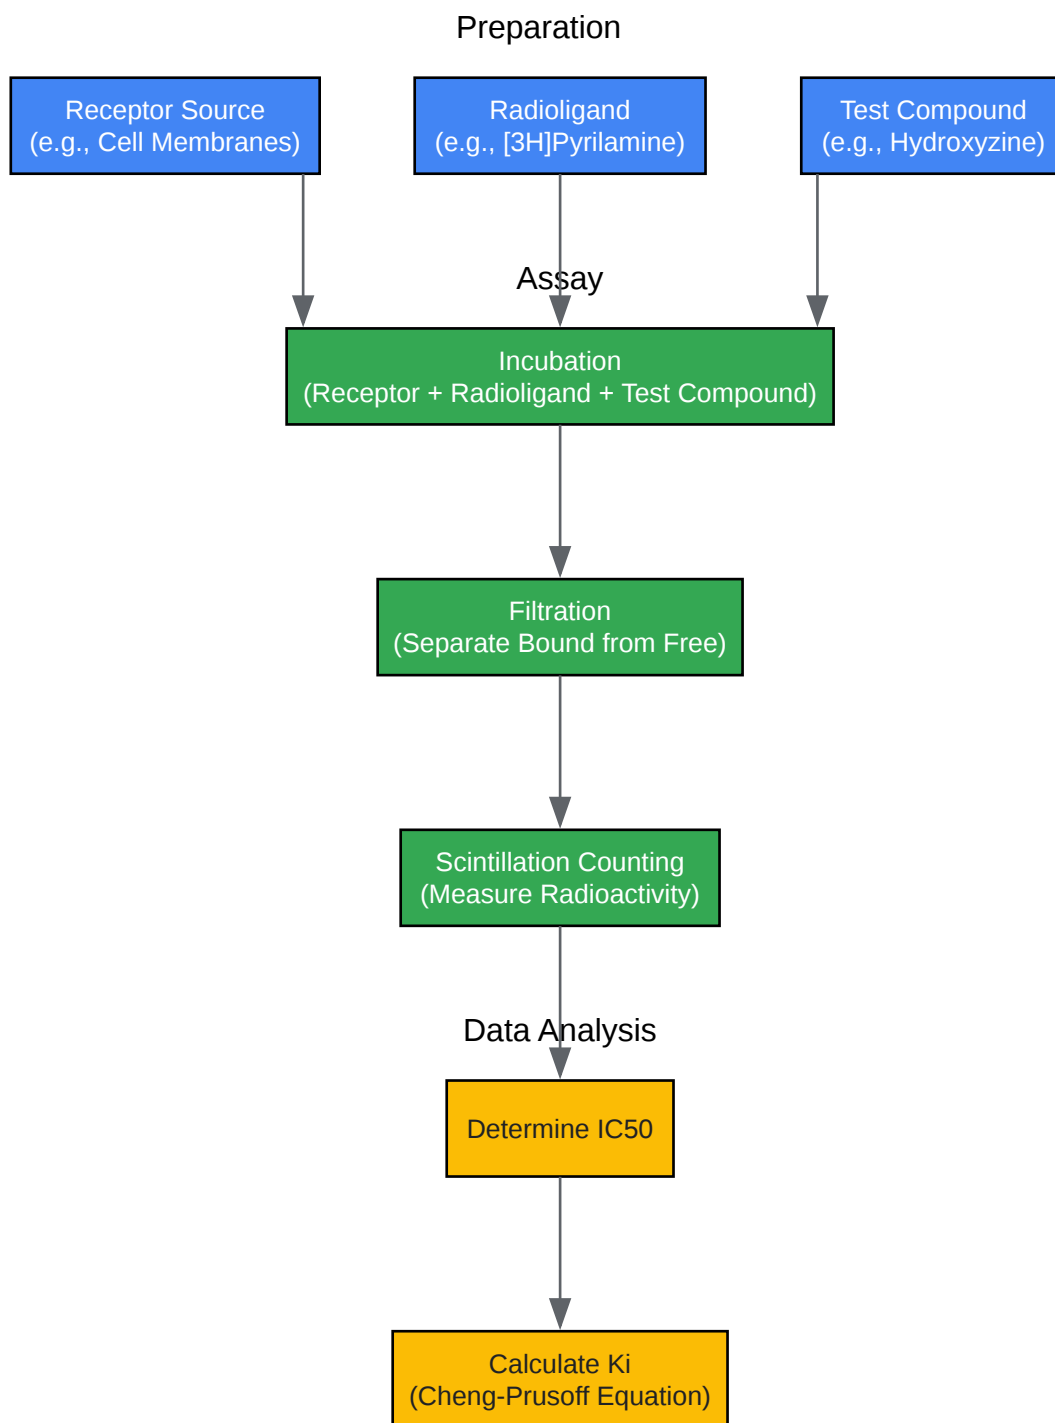 Preparation
Receptor Source
(e.g., Cell Membranes)
Radioligand
(e.g., [3H]Pyrilamine)
Test Compound
(e.g., Hydroxyzine)
Assay
Incubation
(Receptor + Radioligand + Test Compound)
Filtration
(Separate Bound from Free)
Scintillation Counting
(Measure Radioactivity)
Data Analysis
Determine IC50
Calculate Ki
(Cheng-Prusoff Equation)